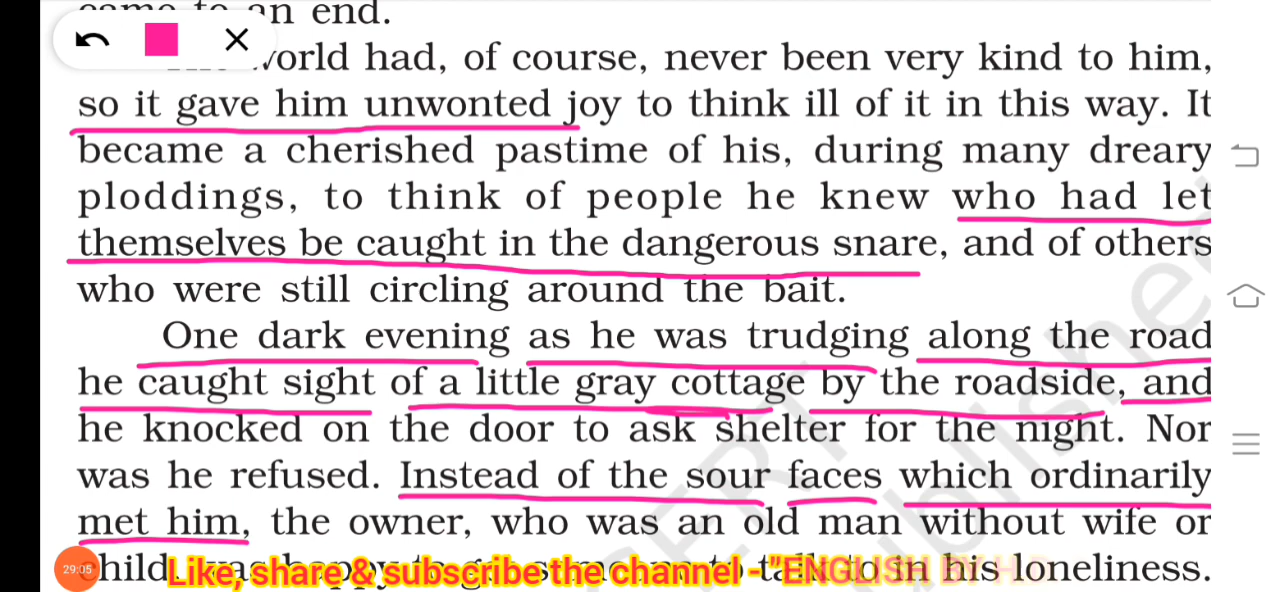 came to an end.
world had, of course, never been very kind to him,
so it gave him unwonted joy to think ill of it in this way. It
became a cherished pastime of his, during many dreary
ploddings, to think of people he knew who had let
themselves be caught in the dangerous snare, and of others
who were still circling around the bait.
One dark evening as he was trudging along the road
he caught sight of a little gray cottage by the roadside, and
he knocked on the door to ask shelter for the night. Nor
was he refused. Instead of the sour faces which ordinarily
met him, the owner, who was an old man without wife or
in his loneliness.
29:05
Like, share & subscribe the channel - "ENGLISH BY H